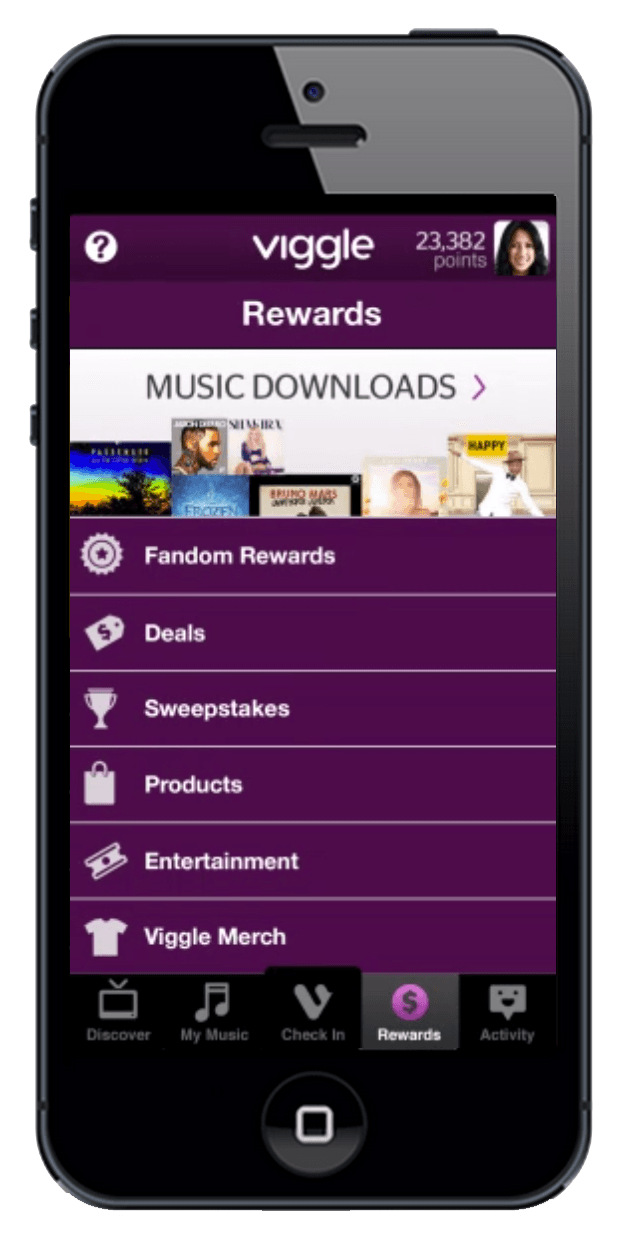 ?
viggle
23,382
points
Rewards
MUSIC DOWNLOADS
PASSENGER
JASON DERULO
SHAKIRA
HAPPY
FROZEN
BRUNO MARS
Fandom Rewards
Deals
Sweepstakes
Products
Entertainment
Viggle Merch
Discover
My Music
Check In
Rewards
Activity